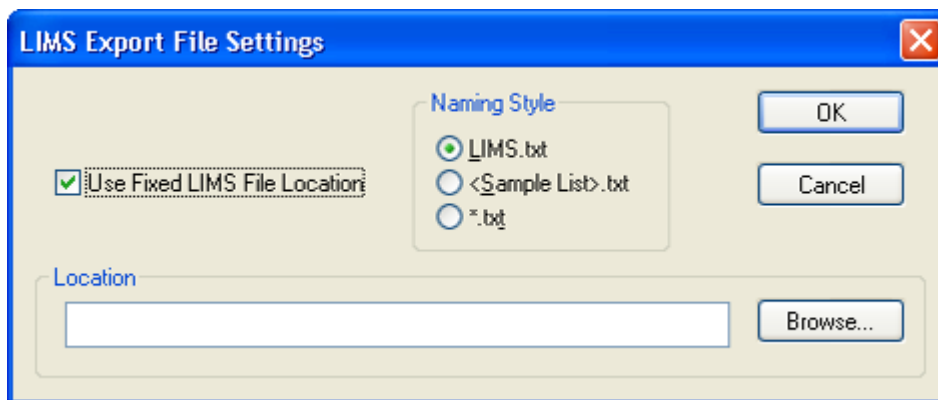 LIMS Export File Settings
Naming Style
LIMS.txt
<Sample List>.txt
*.txt
OK
Cancel
Use Fixed LIMS File Location
Location
Browse...